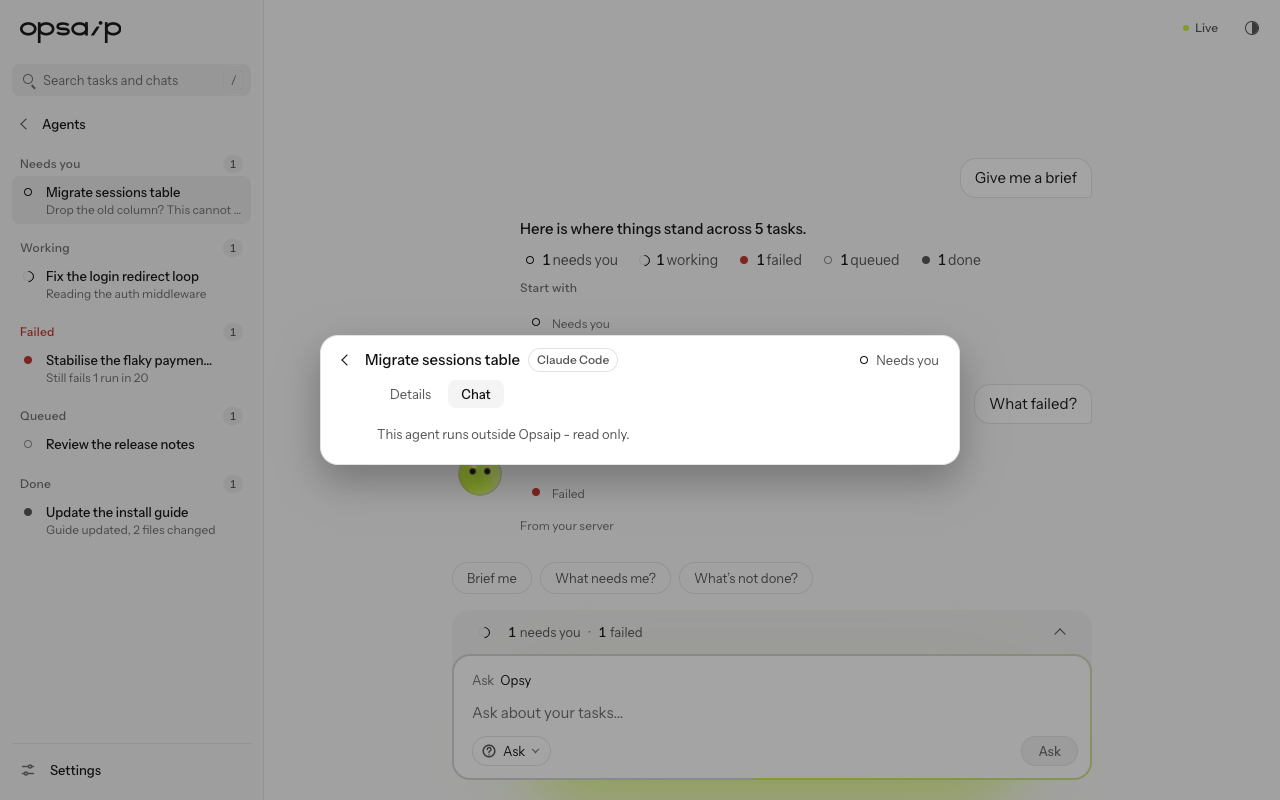 opsaip
Live
Search tasks and chats /
Agents
Needs you 1
Migrate sessions table
Drop the old column? This cannot ...
Working 1
Fix the login redirect loop
Reading the auth middleware
Failed 1
Stabilise the flaky paymen...
Still fails 1 run in 20
Queued 1
Review the release notes
Done 1
Update the install guide
Guide updated, 2 files changed
Settings
Give me a brief
Here is where things stand across 5 tasks.
1 needs you 1 working 1 failed 1 queued 1 done
Start with
Needs you
Migrate sessions table Claude Code Needs you
Details Chat
This agent runs outside Opsaip – read only.
What failed?
Failed
From your server
Brief me What needs me? What's not done?
1 needs you · 1 failed
Ask Opsy
Ask about your tasks...
Ask Ask